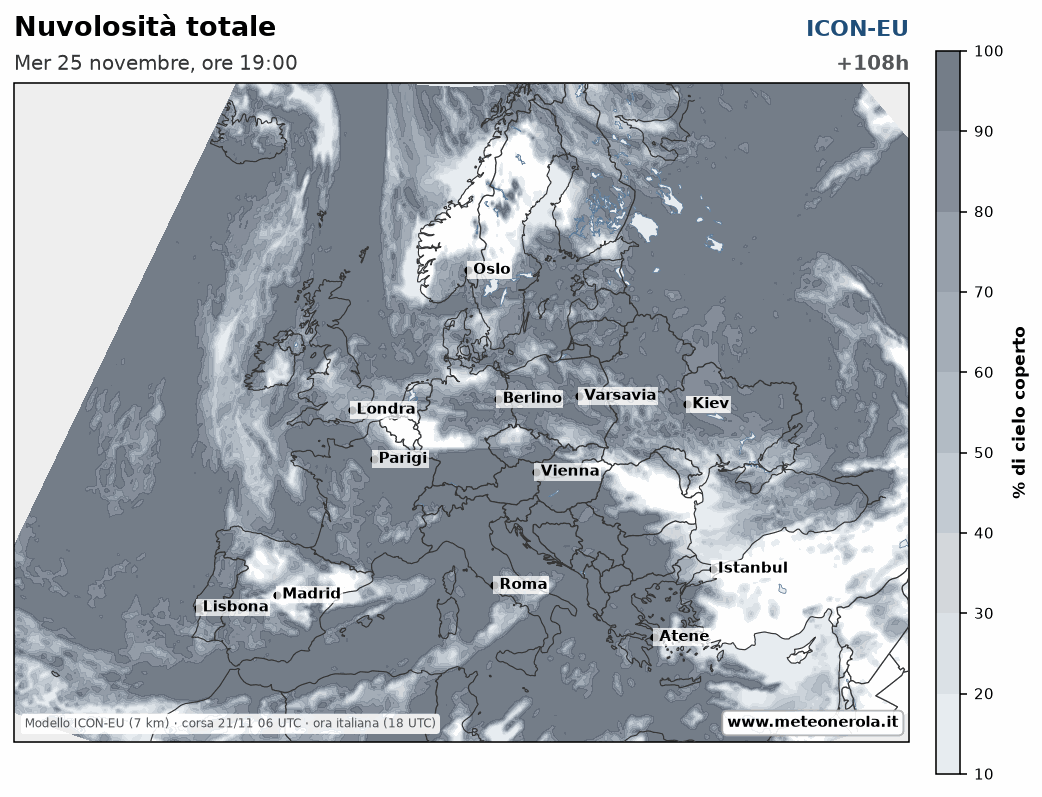 Nuvolosità totale
ICON-EU
Mer 25 novembre, ore 19:00
+108h
100
90
80
70
60
50
40
30
20
10
% di cielo coperto
Oslo
Londra
Berlino
Varsavia
Kiev
Parigi
Vienna
Istanbul
Roma
Madrid
Lisbona
Atene
Modello ICON-EU (7 km) · corsa 21/11 06 UTC · ora italiana (18 UTC)
www.meteonerola.it